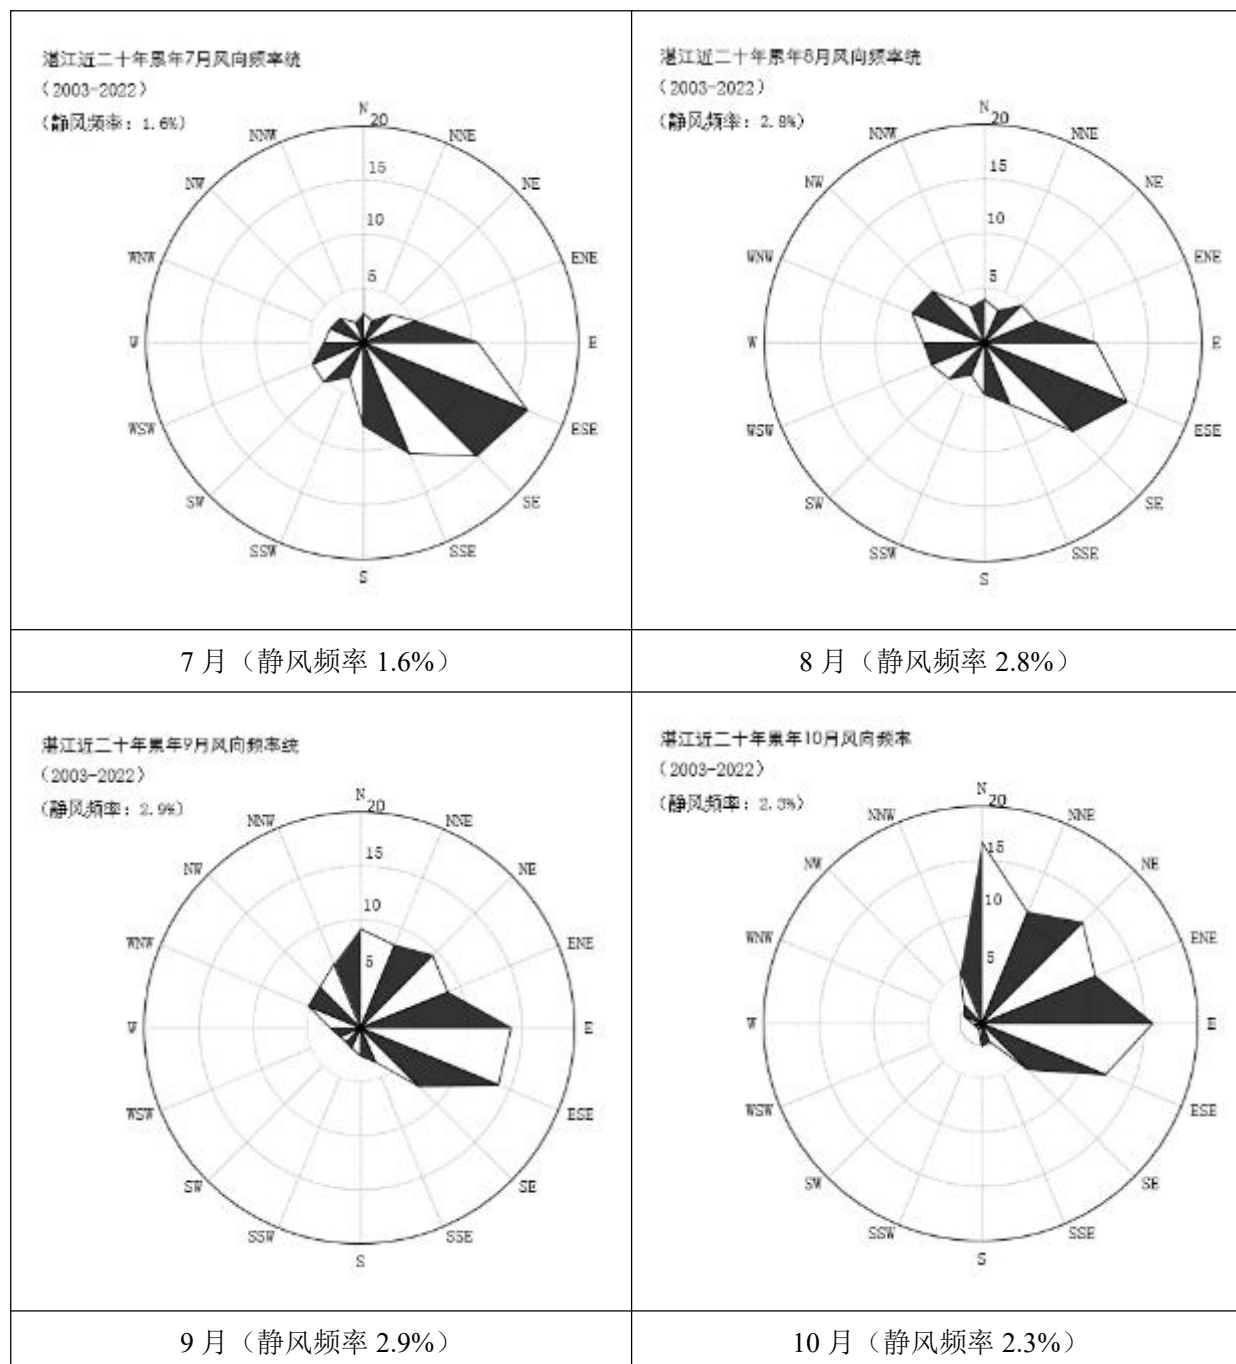 湛江近二十年累年7月风向频率统
(2003-2022)
(静风频率: 1.6%)
N
20
NNW
NNE
NW
15
NE
10
WNW
ENE
5
W
E
WSW
ESE
SW
SE
SSW
SSE
S
湛江近二十年累年8月风向频率统
(2003-2022)
(静风频率: 2.8%)
N
20
NNW
NNE
NW
15
NE
10
WNW
ENE
5
W
E
WSW
ESE
SW
SE
SSW
SSE
S
7 月（静风频率 1.6%）
8 月（静风频率 2.8%）
湛江近二十年累年9月风向频率统
(2003-2022)
(静风频率: 2.9%)
N
20
NNW
NNE
15
NW
NE
10
WNW
ENE
5
W
E
WSW
ESE
SW
SE
SSW
SSE
S
湛江近二十年累年10月风向频率
(2003-2022)
(静风频率: 2.3%)
N
20
NNW
NNE
15
NW
NE
10
WNW
ENE
5
W
E
WSW
ESE
SW
SE
SSW
SSE
S
9 月（静风频率 2.9%）
10 月（静风频率 2.3%）